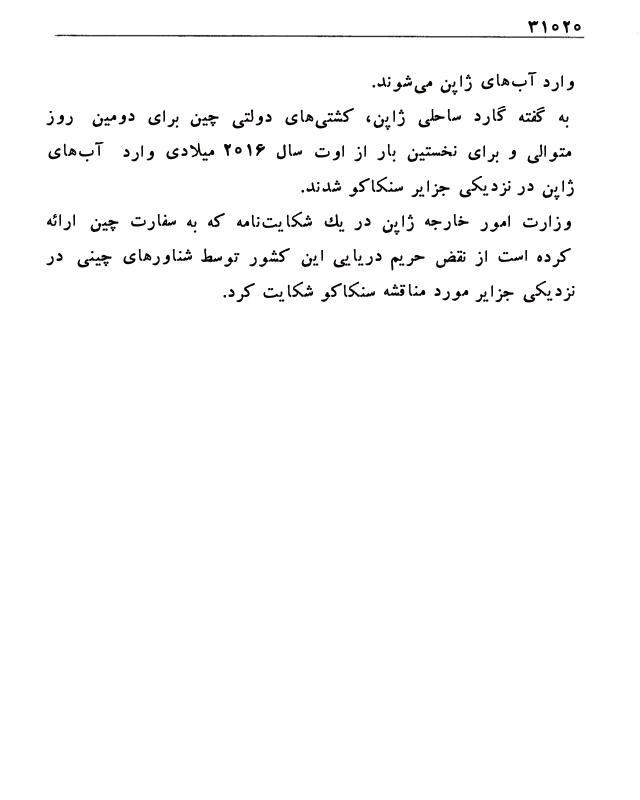 ۳۱۰۲۰
وارد آب‌های ژاپن می‌شوند.
به گفته گارد ساحلی ژاپن، کشتی‌های دولتی چین برای دومین روز
متوالی و برای نخستین بار از اوت سال ۲۰۱۶ میلادی وارد آب‌های
ژاپن در نزدیکی جزایر سنکاکو شدند.
وزارت امور خارجه ژاپن در یك شکایت‌نامه که به سفارت چین ارائه
کرده است از نقض حریم دریایی این کشور توسط شناورهای چینی در
نزدیکی جزایر مورد مناقشه سنکاکو شکایت کرد.